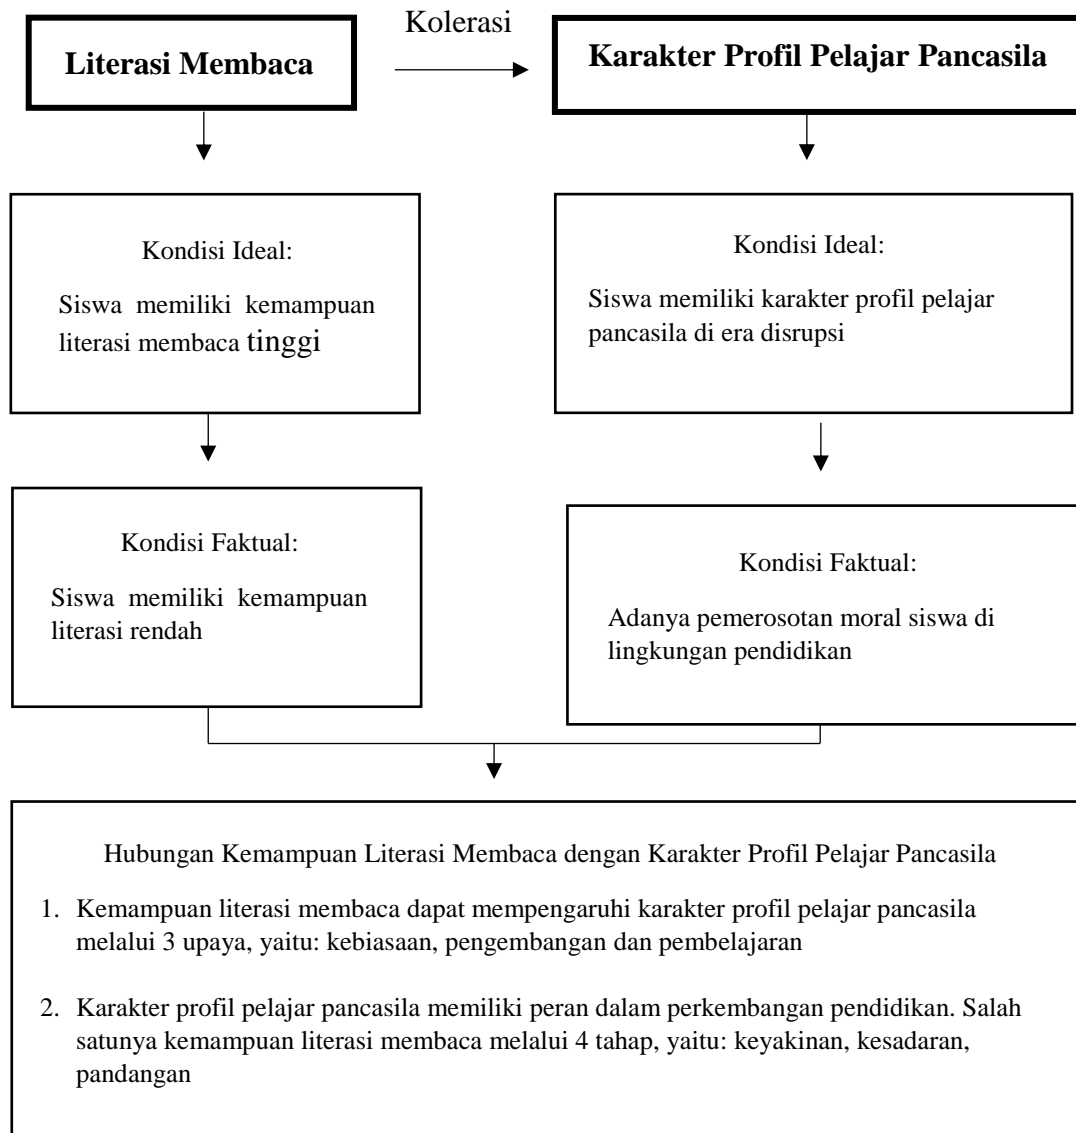 Kolerasi
Literasi Membaca
Karakter Profil Pelajar Pancasila
Kondisi Ideal:
Siswa memiliki kemampuan
literasi membaca tinggi
Kondisi Ideal:
Siswa memiliki karakter profil pelajar
pancasila di era disrupsi
Kondisi Faktual:
Siswa memiliki kemampuan
literasi rendah
Kondisi Faktual:
Adanya pemerosotan moral siswa di
lingkungan pendidikan
Hubungan Kemampuan Literasi Membaca dengan Karakter Profil Pelajar Pancasila
1. Kemampuan literasi membaca dapat mempengaruhi karakter profil pelajar pancasila
melalui 3 upaya, yaitu: kebiasaan, pengembangan dan pembelajaran
2. Karakter profil pelajar pancasila memiliki peran dalam perkembangan pendidikan. Salah
satunya kemampuan literasi membaca melalui 4 tahap, yaitu: keyakinan, kesadaran,
pandangan